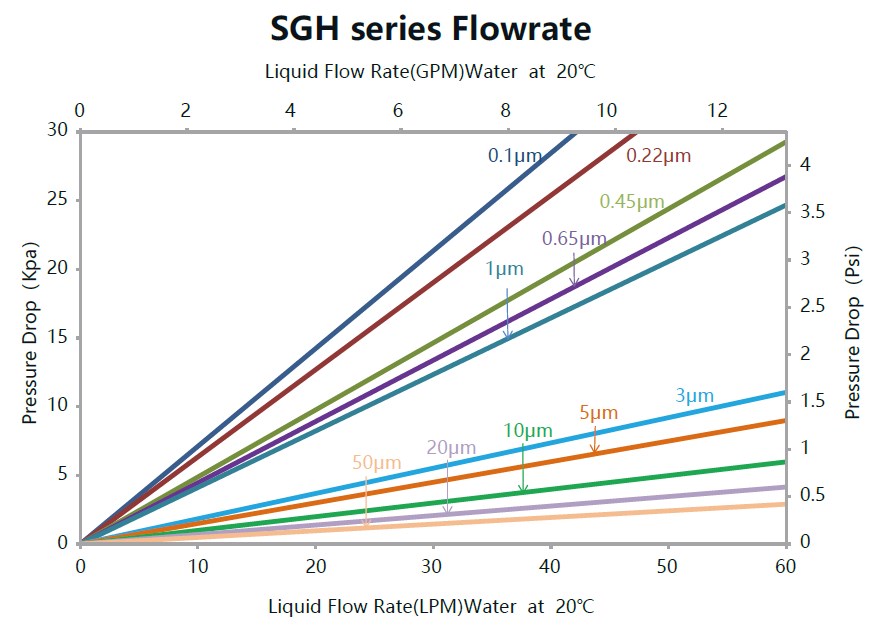 SGH series Flowrate
Liquid Flow Rate(GPM)Water at 20℃
0 2 4 6 8 10 12
30
25
20
15
10
5
0
Pressure Drop (Kpa)
0.1μm
0.22μm
0.45μm
0.65μm
1μm
3μm
5μm
10μm
20μm
50μm
4
3.5
3
2.5
2
1.5
1
0.5
0
Pressure Drop (Psi)
0 10 20 30 40 50 60
Liquid Flow Rate(LPM)Water at 20℃